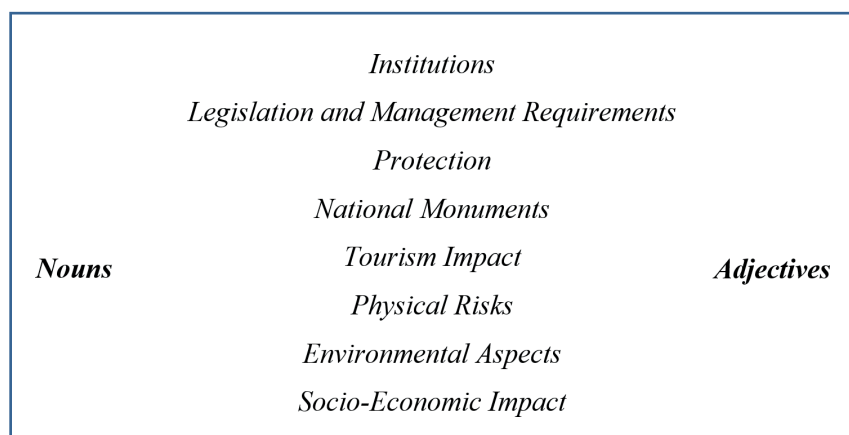 Institutions
Legislation and Management Requirements
Protection
National Monuments
Tourism Impact
Nouns
Adjectives
Physical Risks
Environmental Aspects
Socio-Economic Impact